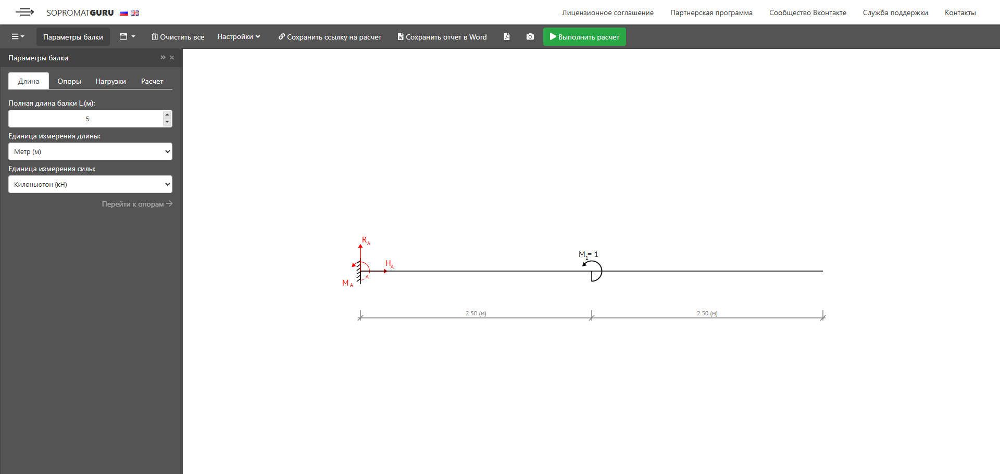 SOPROMATGURU
Лицензионное соглашение
Партнерская программа
Сообщество Вконтакте
Служба поддержки
Контакты
Параметры балки
Очистить все
Настройки
Сохранить ссылку на расчет
Сохранить отчет в Word
Выполнить расчет
Параметры балки
Длина
Опоры
Нагрузки
Расчет
Полная длина балки L,(м):
5
Единица измерения длины:
Метр (м)
Единица измерения силы:
Килоньютон (кН)
Перейти к опорам
R_A
H_A
A
M_A
M_1= 1
2.50 (м)
2.50 (м)